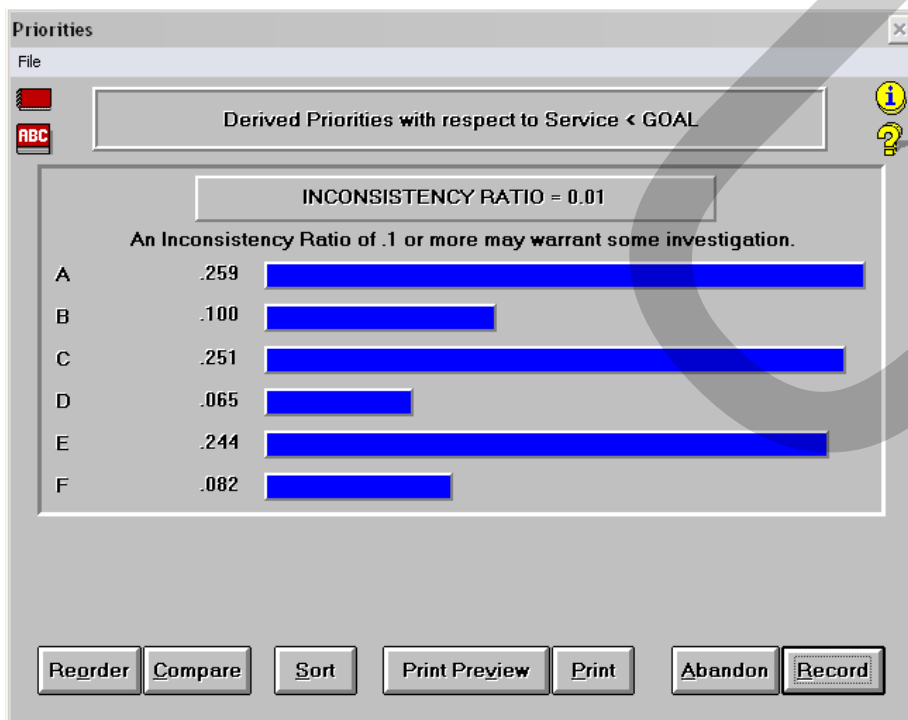 Priorities
File
ABC
Derived Priorities with respect to Service < GOAL
INCONSISTENCY RATIO = 0.01
An Inconsistency Ratio of .1 or more may warrant some investigation.
A .259
B .100
C .251
D .065
E .244
F .082
Reorder Compare Sort Print Preview Print Abandon Record